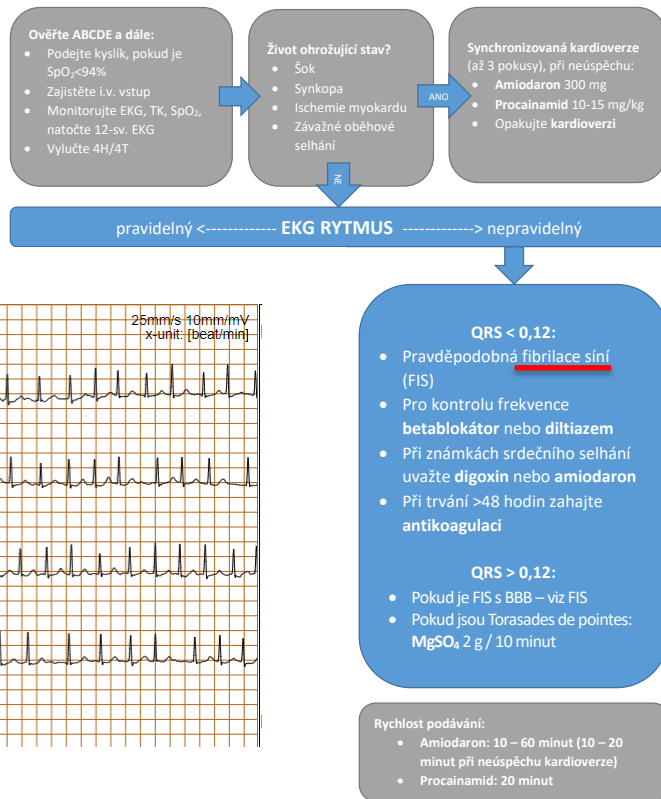 Ověřte ABCDE a dále:
• Podejte kyslík, pokud je
SpO₂<94%
• Zajistěte i.v. vstup
• Monitorujte EKG, TK, SpO₂,
natočte 12-sv. EKG
• Vylučte 4H/4T
Život ohrožující stav?
• Šok
• Synkopa
• Ischemie myokardu
• Závažné oběhové
selhání
ANO
Synchronizovaná kardioverze
(až 3 pokusy), při neúspěchu:
• Amiodaron 300 mg
• Procainamid 10-15 mg/kg
• Opakujte kardioverzi
NE
pravidelný <------------- EKG RYTMUS -------------> nepravidelný
25mm/s 10mm/mV
x-unit: [beat/min]
QRS < 0,12:
• Pravděpodobná fibrilace síní
(FIS)
• Pro kontrolu frekvence
betablokátor nebo diltiazem
• Při známkách srdečního selhání
uvažte digoxin nebo amiodaron
• Při trvání >48 hodin zahajte
antikoagulaci
QRS > 0,12:
• Pokud je FIS s BBB – viz FIS
• Pokud jsou Torasades de pointes:
MgSO₄ 2 g / 10 minut
Rychlost podávání:
• Amiodaron: 10 – 60 minut (10 – 20
minut při neúspěchu kardioverze)
• Procainamid: 20 minut